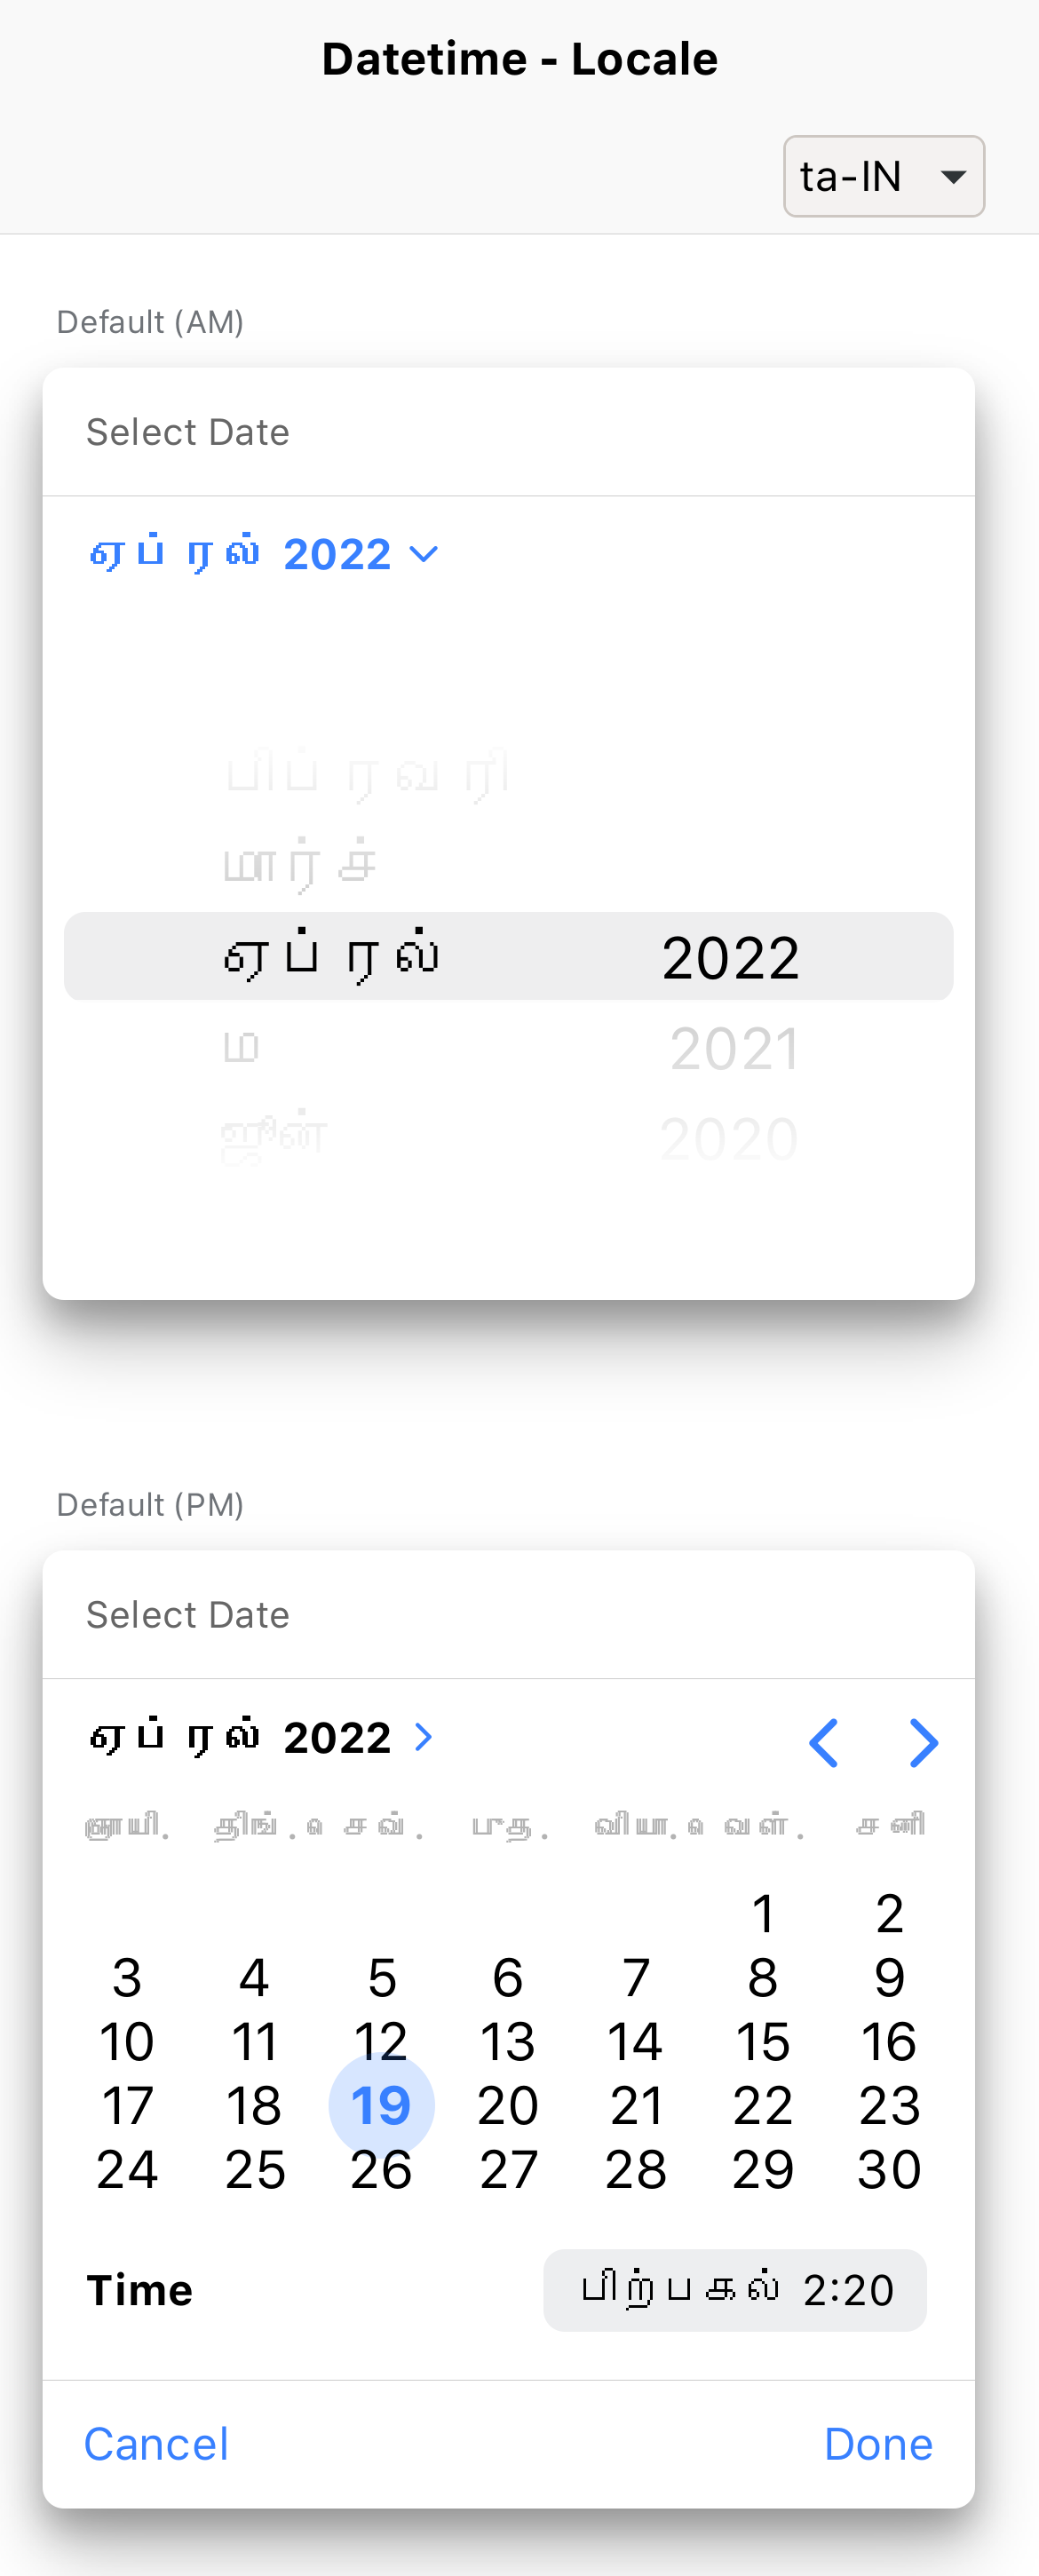 Datetime - Locale
ta-IN
Default (AM)
Select Date
ஏப்ரல் 2022
பிப்ரவரி
மார்ச்
ஏப்ரல் 2022
ம 2021
ஜூன் 2020
Default (PM)
Select Date
ஏப்ரல் 2022
ஞாயி. திங். செவ். புத. வியா. வெள். சனி
1 2
3 4 5 6 7 8 9
10 11 12 13 14 15 16
17 18 19 20 21 22 23
24 25 26 27 28 29 30
Time பிற்பகல் 2:20
Cancel Done